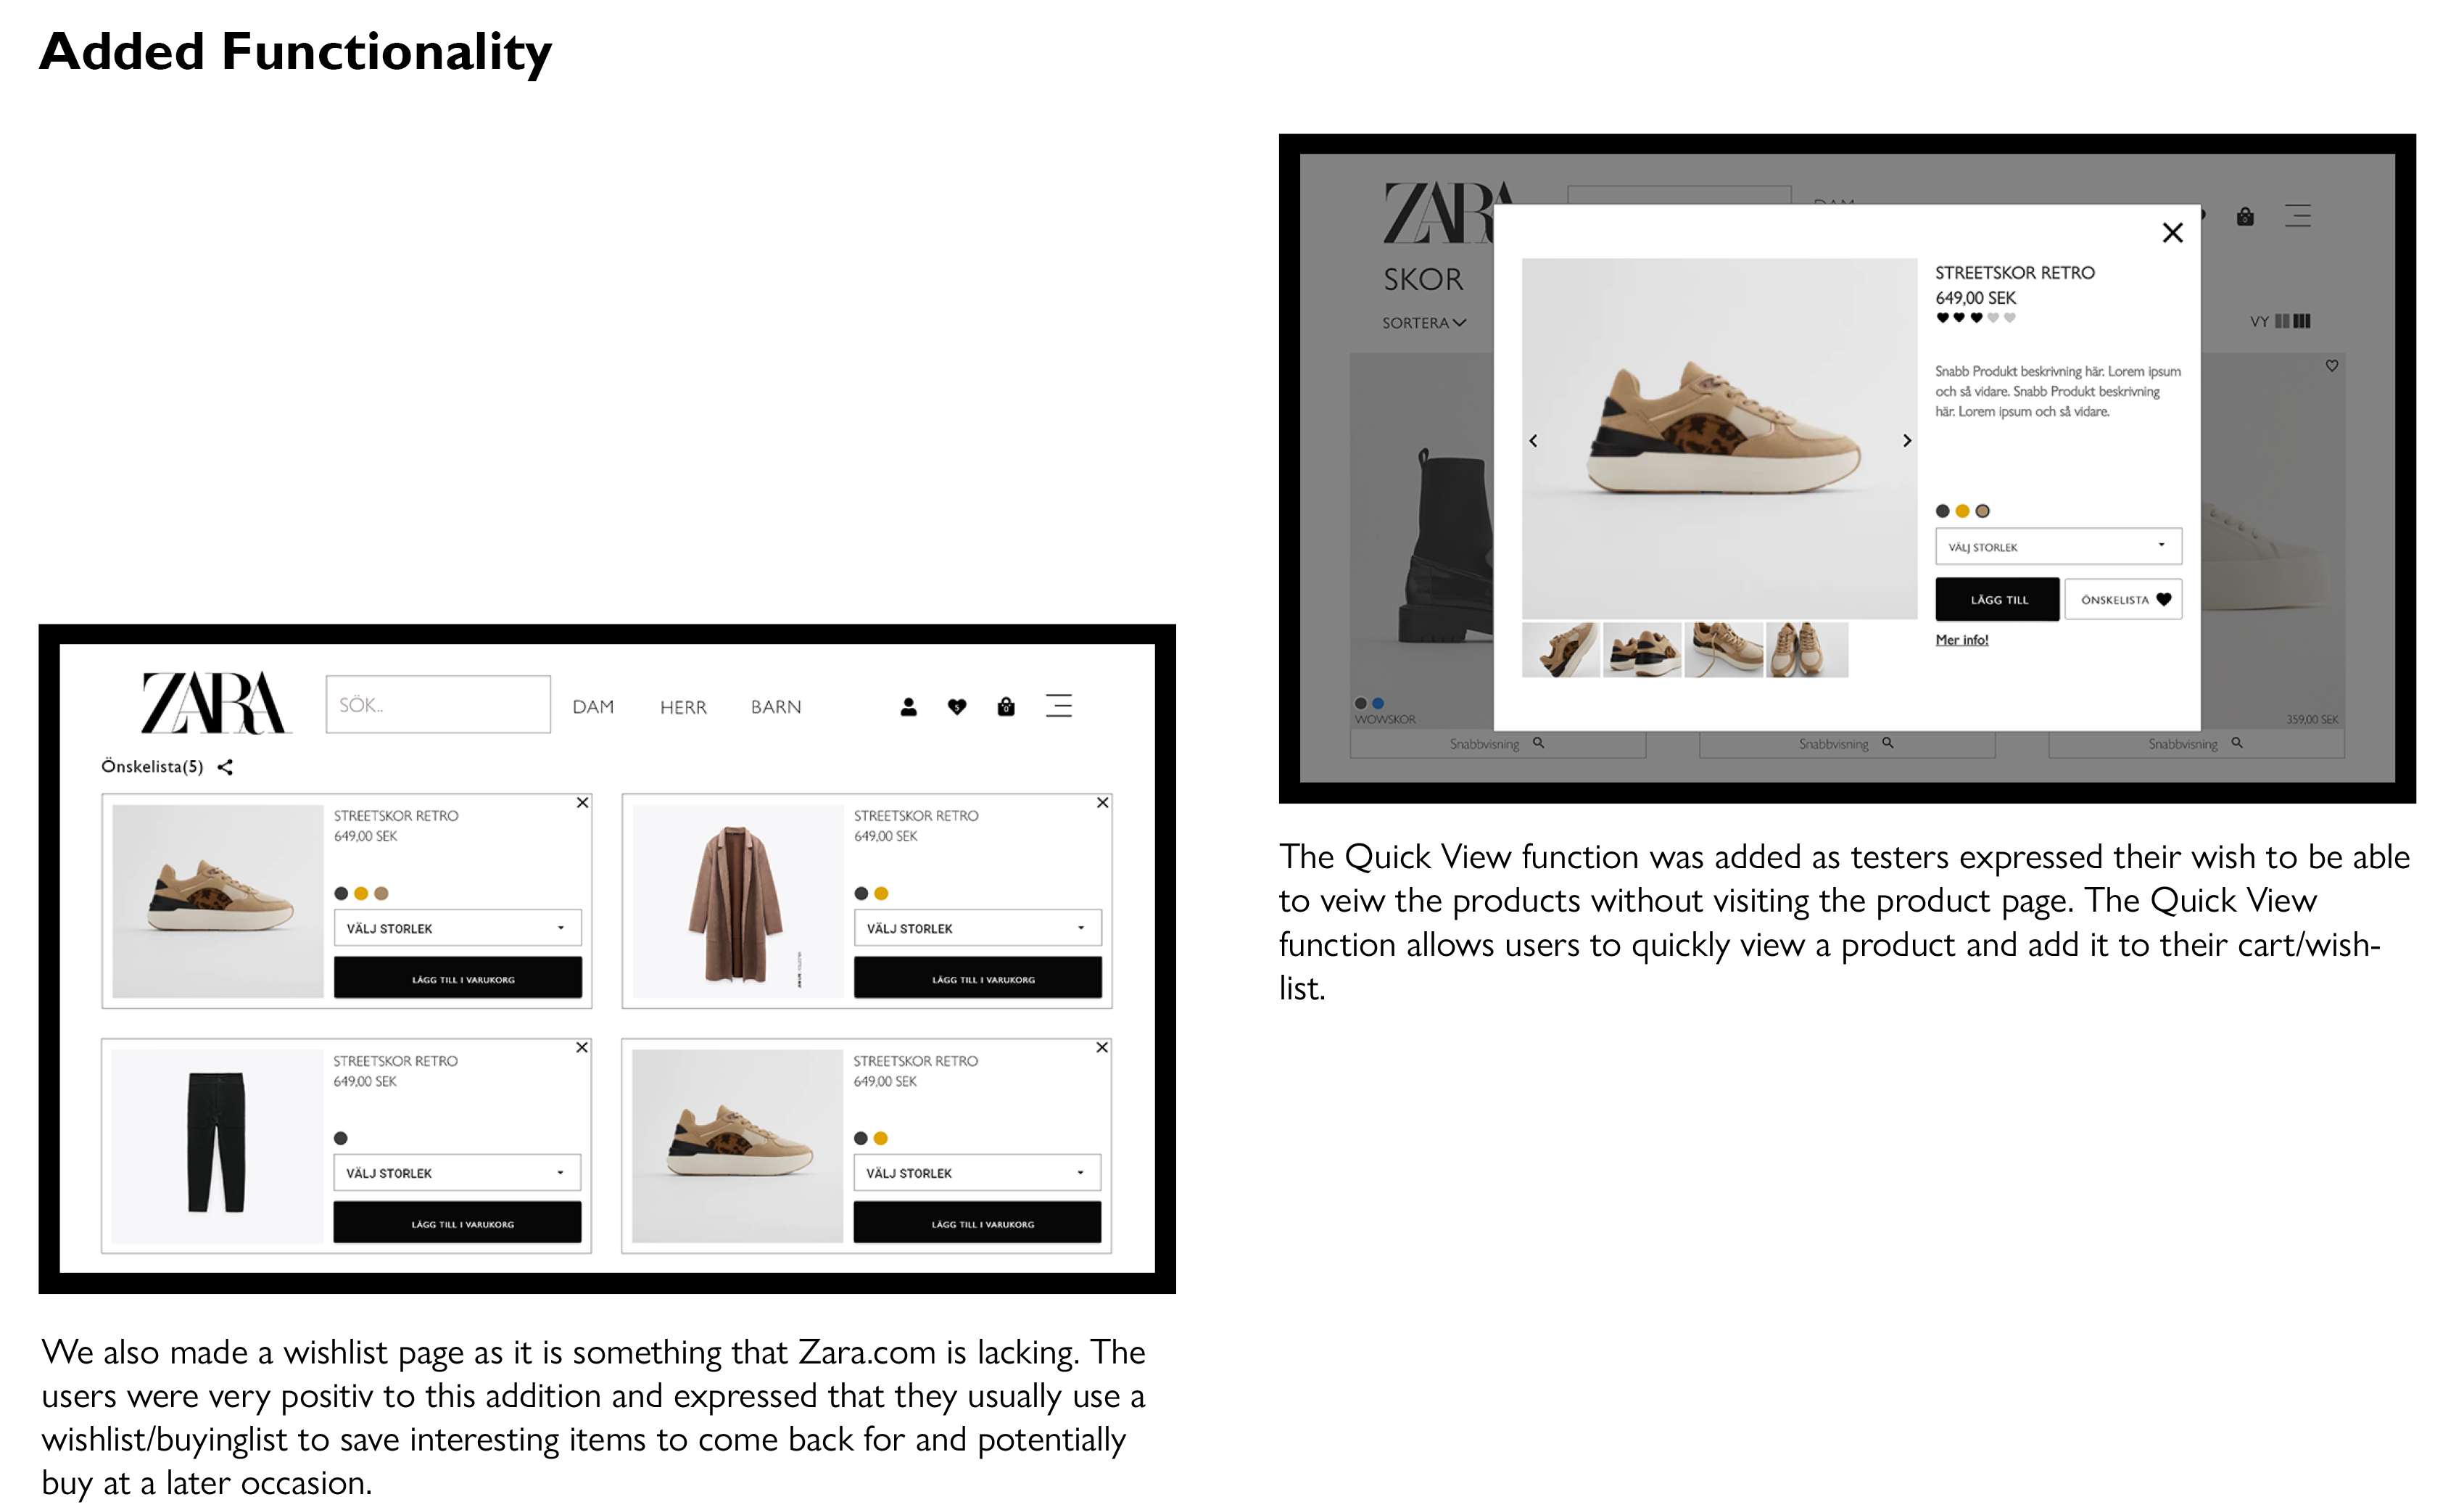 Added Functionality
ZARA
SÖK..
DAM
HERR
BARN
5
0
Önskelista(5)
STREETSKOR RETRO
649,00 SEK
VÄLJ STORLEK
LÄGG TILL I VARUKORG
STREETSKOR RETRO
649,00 SEK
VÄLJ STORLEK
LÄGG TILL I VARUKORG
STREETSKOR RETRO
649,00 SEK
VÄLJ STORLEK
LÄGG TILL I VARUKORG
STREETSKOR RETRO
649,00 SEK
VÄLJ STORLEK
LÄGG TILL I VARUKORG
We also made a wishlist page as it is something that Zara.com is lacking. The
users were very positiv to this addition and expressed that they usually use a
wishlist/buyinglist to save interesting items to come back for and potentially
buy at a later occasion.
ZARA
DAM
0
SKOR
SORTERA
VY
STREETSKOR RETRO
649,00 SEK
Snabb Produkt beskrivning här. Lorem ipsum
och så vidare. Snabb Produkt beskrivning
här. Lorem ipsum och så vidare.
VÄLJ STORLEK
LÄGG TILL
ÖNSKELISTA
Mer info!
WOWSKOR
359,00 SEK
Snabbvisning
Snabbvisning
Snabbvisning
The Quick View function was added as testers expressed their wish to be able
to veiw the products without visiting the product page. The Quick View
function allows users to quickly view a product and add it to their cart/wish-
list.